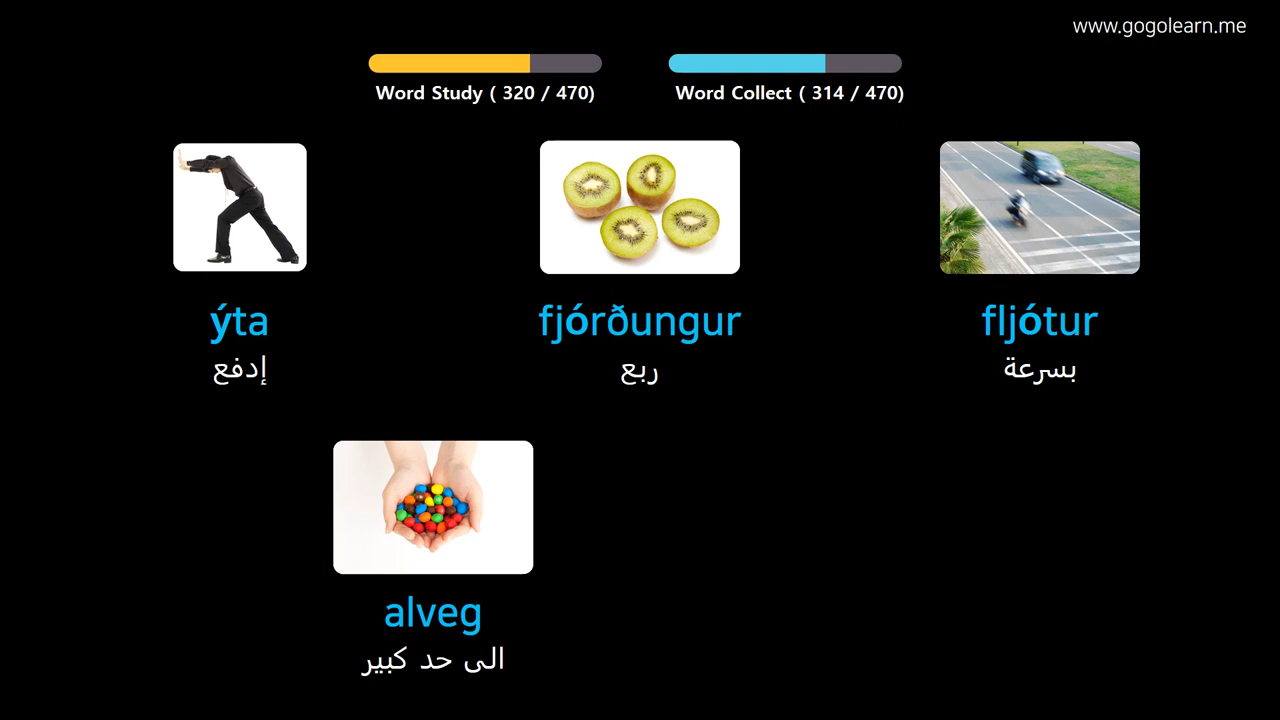 www.gogolearn.me
Word Study ( 320 / 470)
Word Collect ( 314 / 470)
ýta
إدفع
fjórðungur
ربع
fljótur
بسرعة
alveg
الى حد كبير